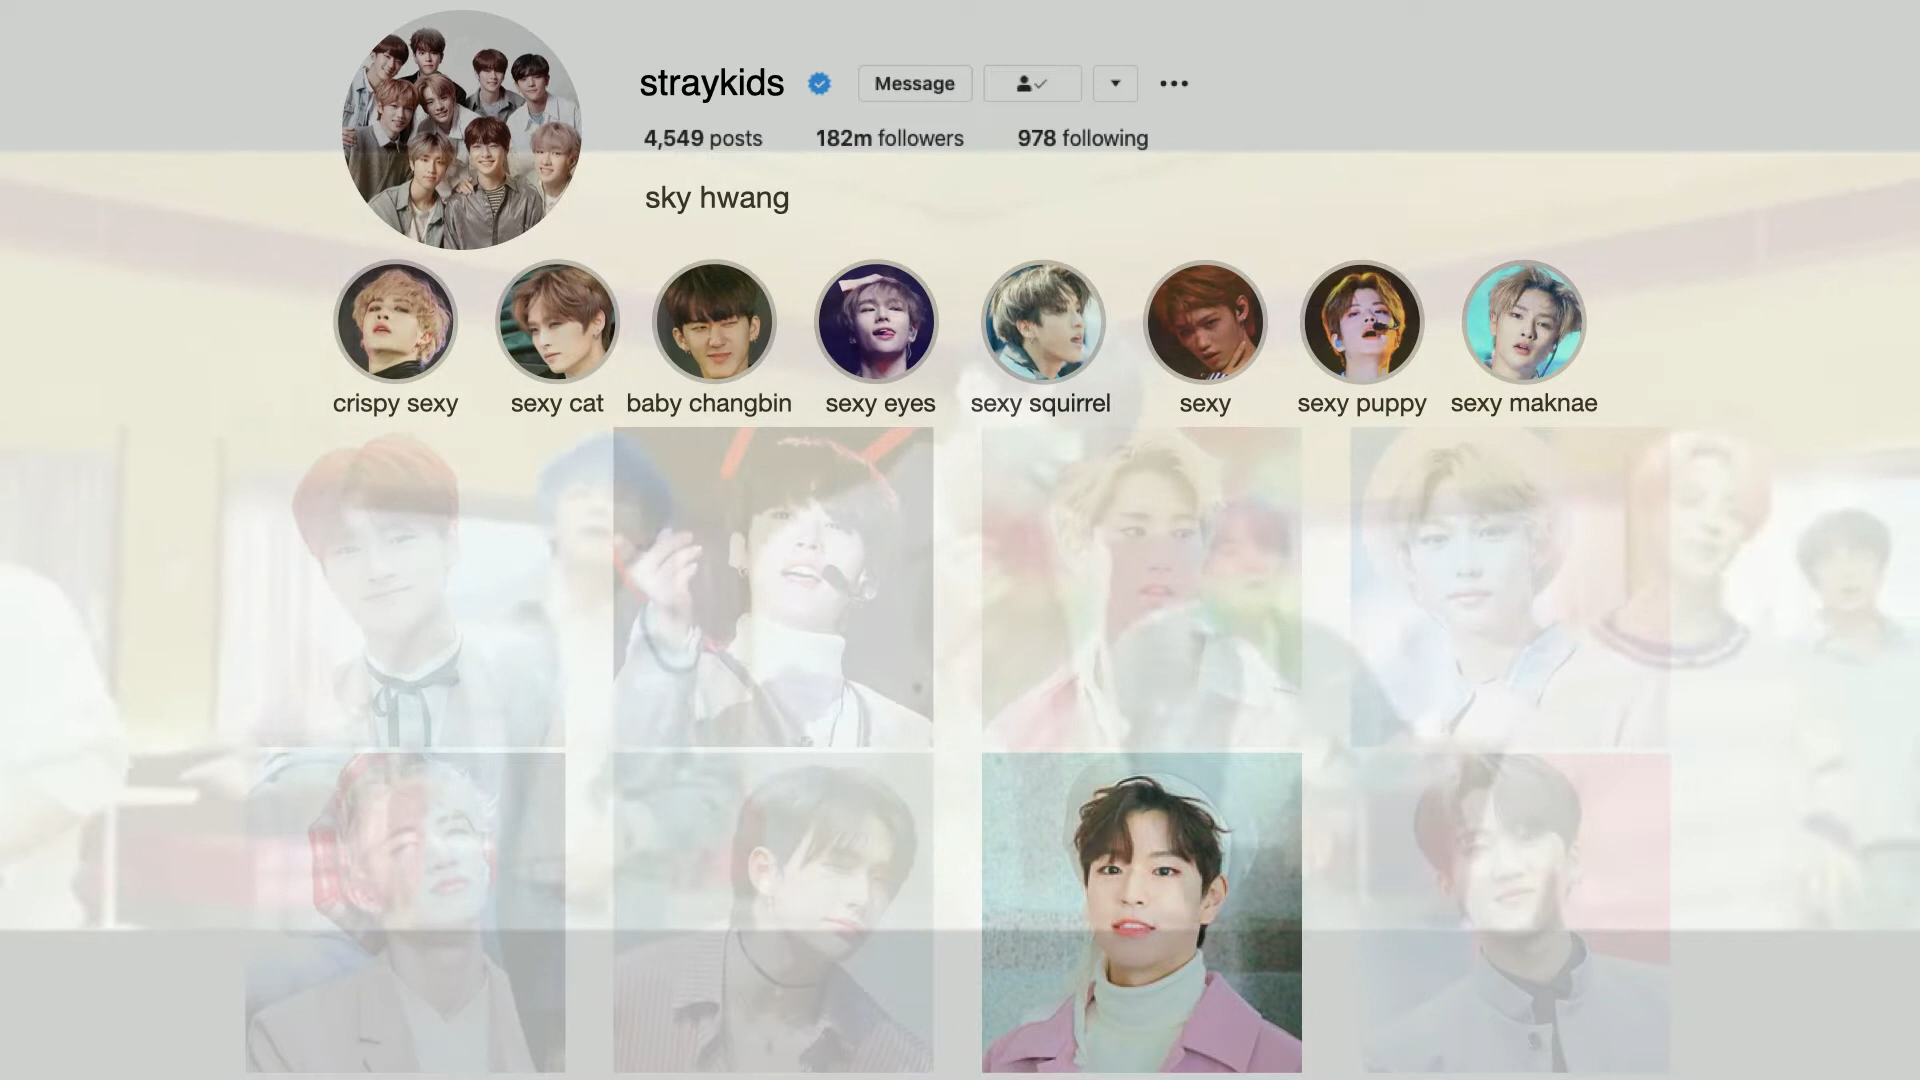 straykids Message
4,549 posts 182m followers 978 following
sky hwang
crispy sexy sexy cat baby changbin sexy eyes sexy squirrel sexy sexy puppy sexy maknae